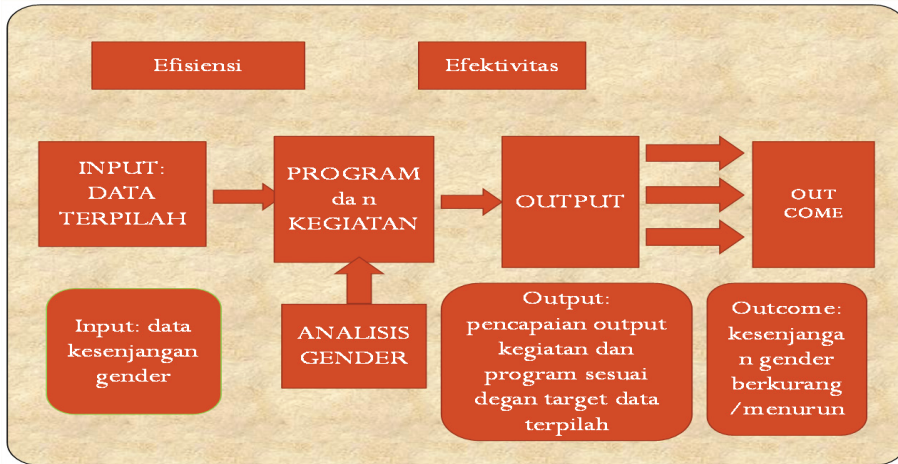 Efisiensi
Efektivitas
INPUT:
DATA
TERPILAH
PROGRAM
da n
KEGIATAN
OUTPUT
OUT
COME
Input: data
kesenjangan
gender
ANALISIS
GENDER
Output:
pencapaian output
kegiatan dan
program sesuai
degan target data
terpilah
Outcome:
kesenjanga
n gender
berkurang
/menurun